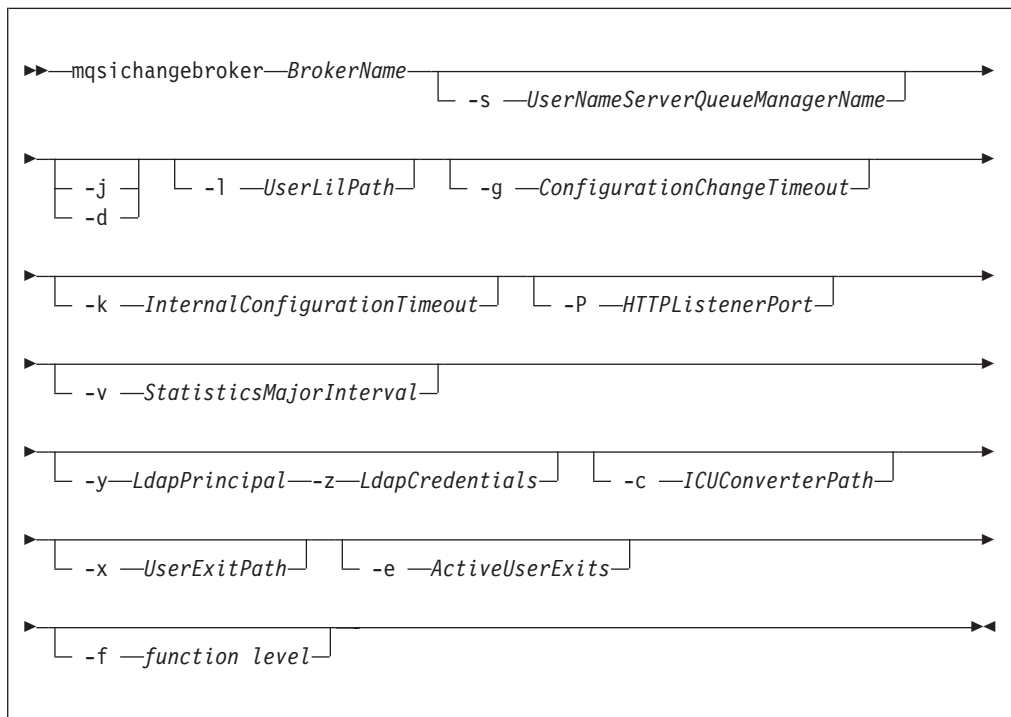 mqsichangebroker BrokerName
-s UserNameServerQueueManagerName
-j
-d
-l UserLilPath
-g ConfigurationChangeTimeout
-k InternalConfigurationTimeout
-P HTTPListenerPort
-v StatisticsMajorInterval
-y LdapPrincipal -z LdapCredentials
-c ICUConverterPath
-x UserExitPath
-e ActiveUserExits
-f function level